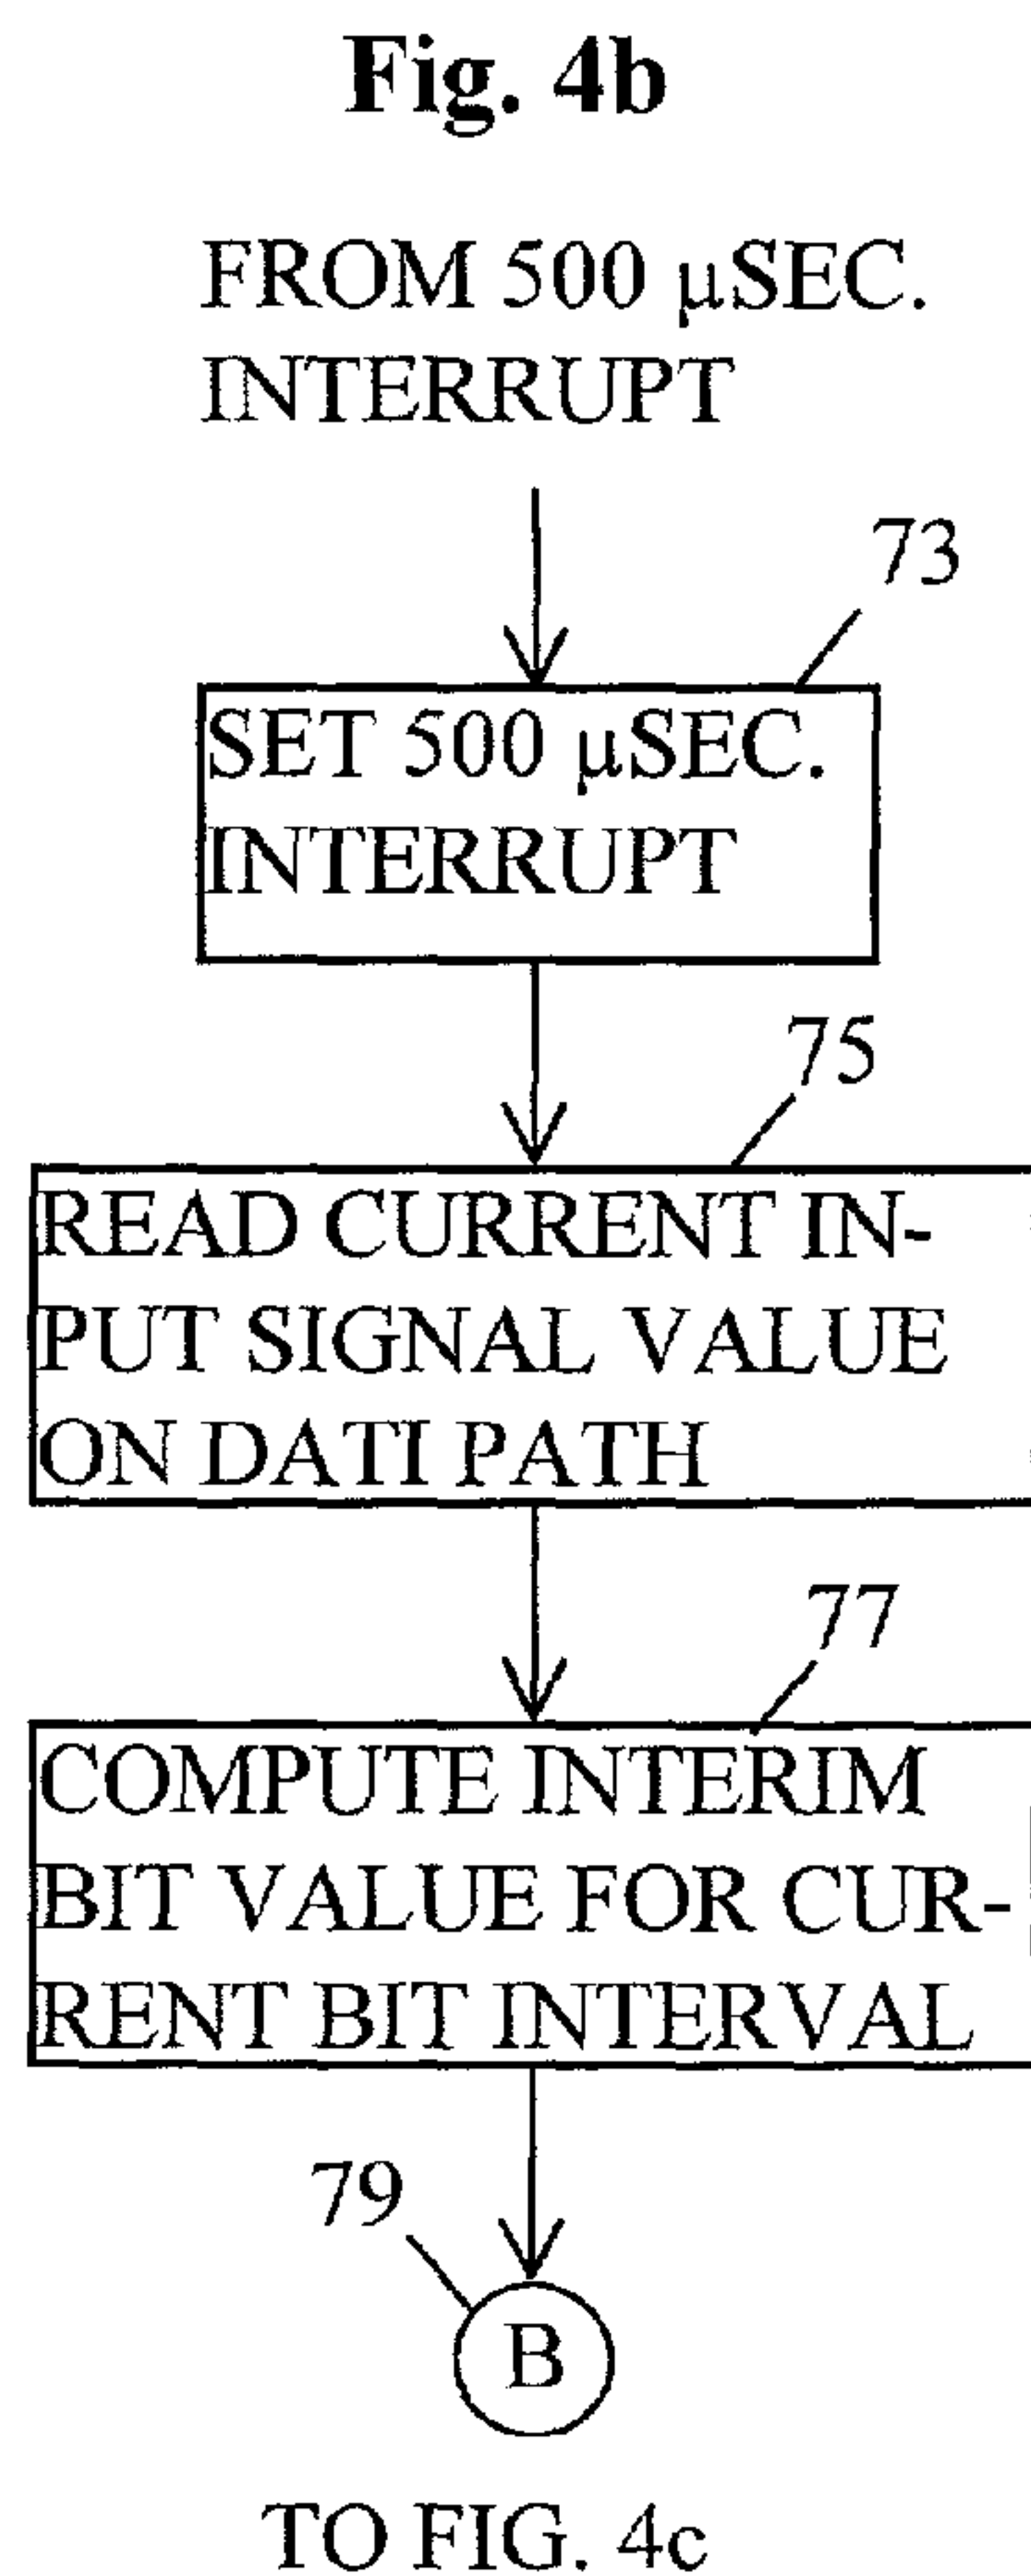 Fig. 4b
FROM 500 µSEC.
INTERRUPT
73
SET 500 µSEC.
INTERRUPT
75
READ CURRENT IN-
PUT SIGNAL VALUE
ON DATI PATH
77
COMPUTE INTERIM
BIT VALUE FOR CUR-
RENT BIT INTERVAL
79
B
TO FIG. 4c